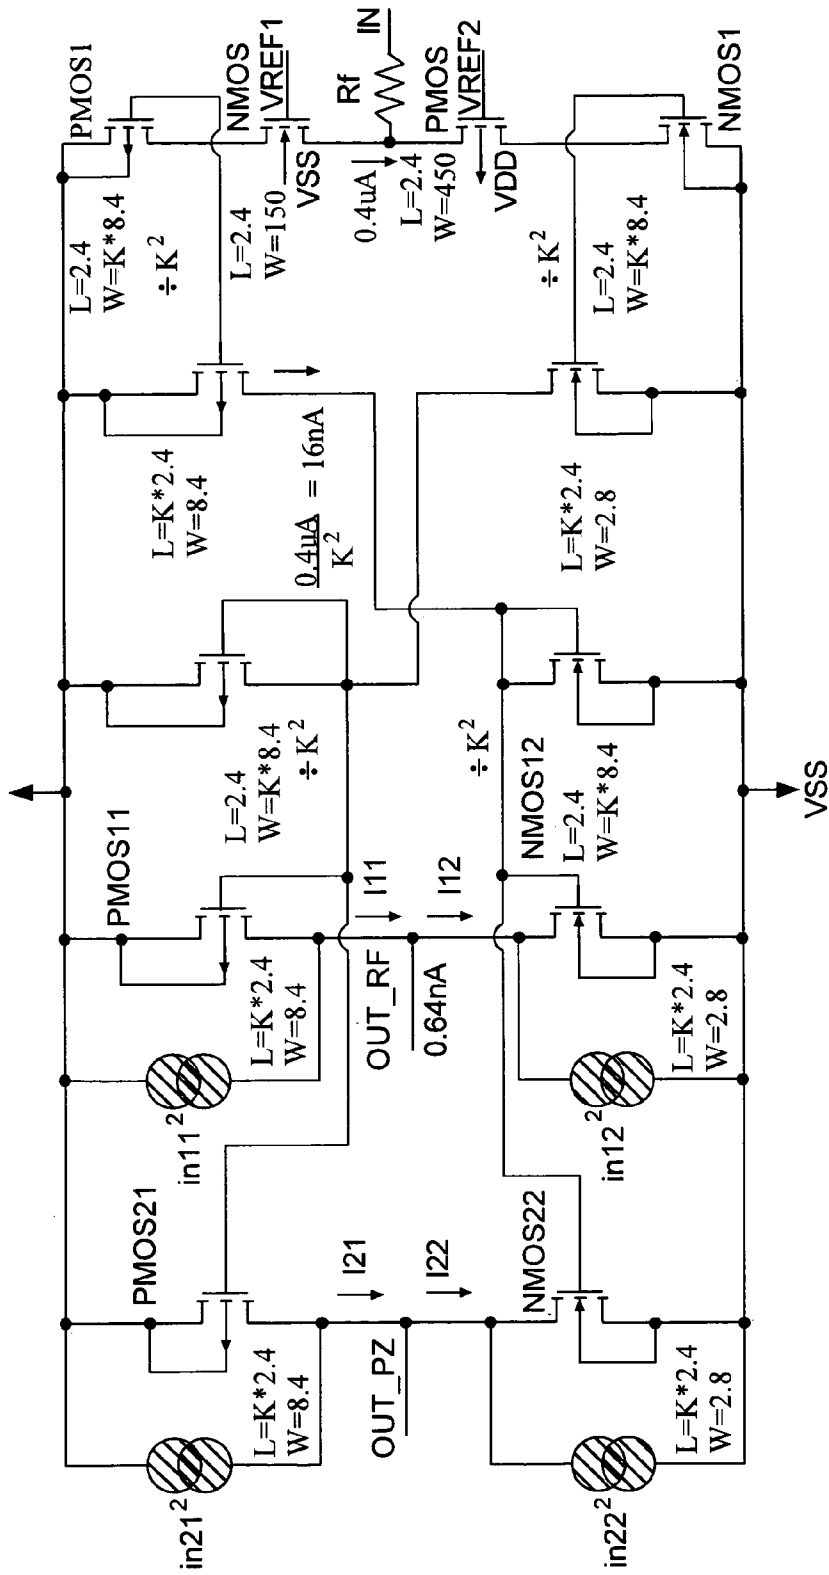 PMOS1
NMOS
VREF1
Rf
IN
PMOS
VREF2
NMOS1
L=2.4
W=K*8.4
÷K²
L=2.4
W=150
VSS
0.4uA
L=2.4
W=450
VDD
÷K²
L=2.4
W=K*8.4
L=K*2.4
W=8.4
0.4uA
K²
= 16nA
L=K*2.4
W=2.8
L=2.4
W=K*8.4
÷K²
÷K²
NMOS12
L=2.4
W=K*8.4
VSS
PMOS11
I11
I12
OUT_RF
0.64nA
L=K*2.4
W=8.4
L=K*2.4
W=2.8
in11²
in12²
PMOS21
I21
I22
NMOS22
OUT_PZ
L=K*2.4
W=8.4
L=K*2.4
W=2.8
in21²
in22²